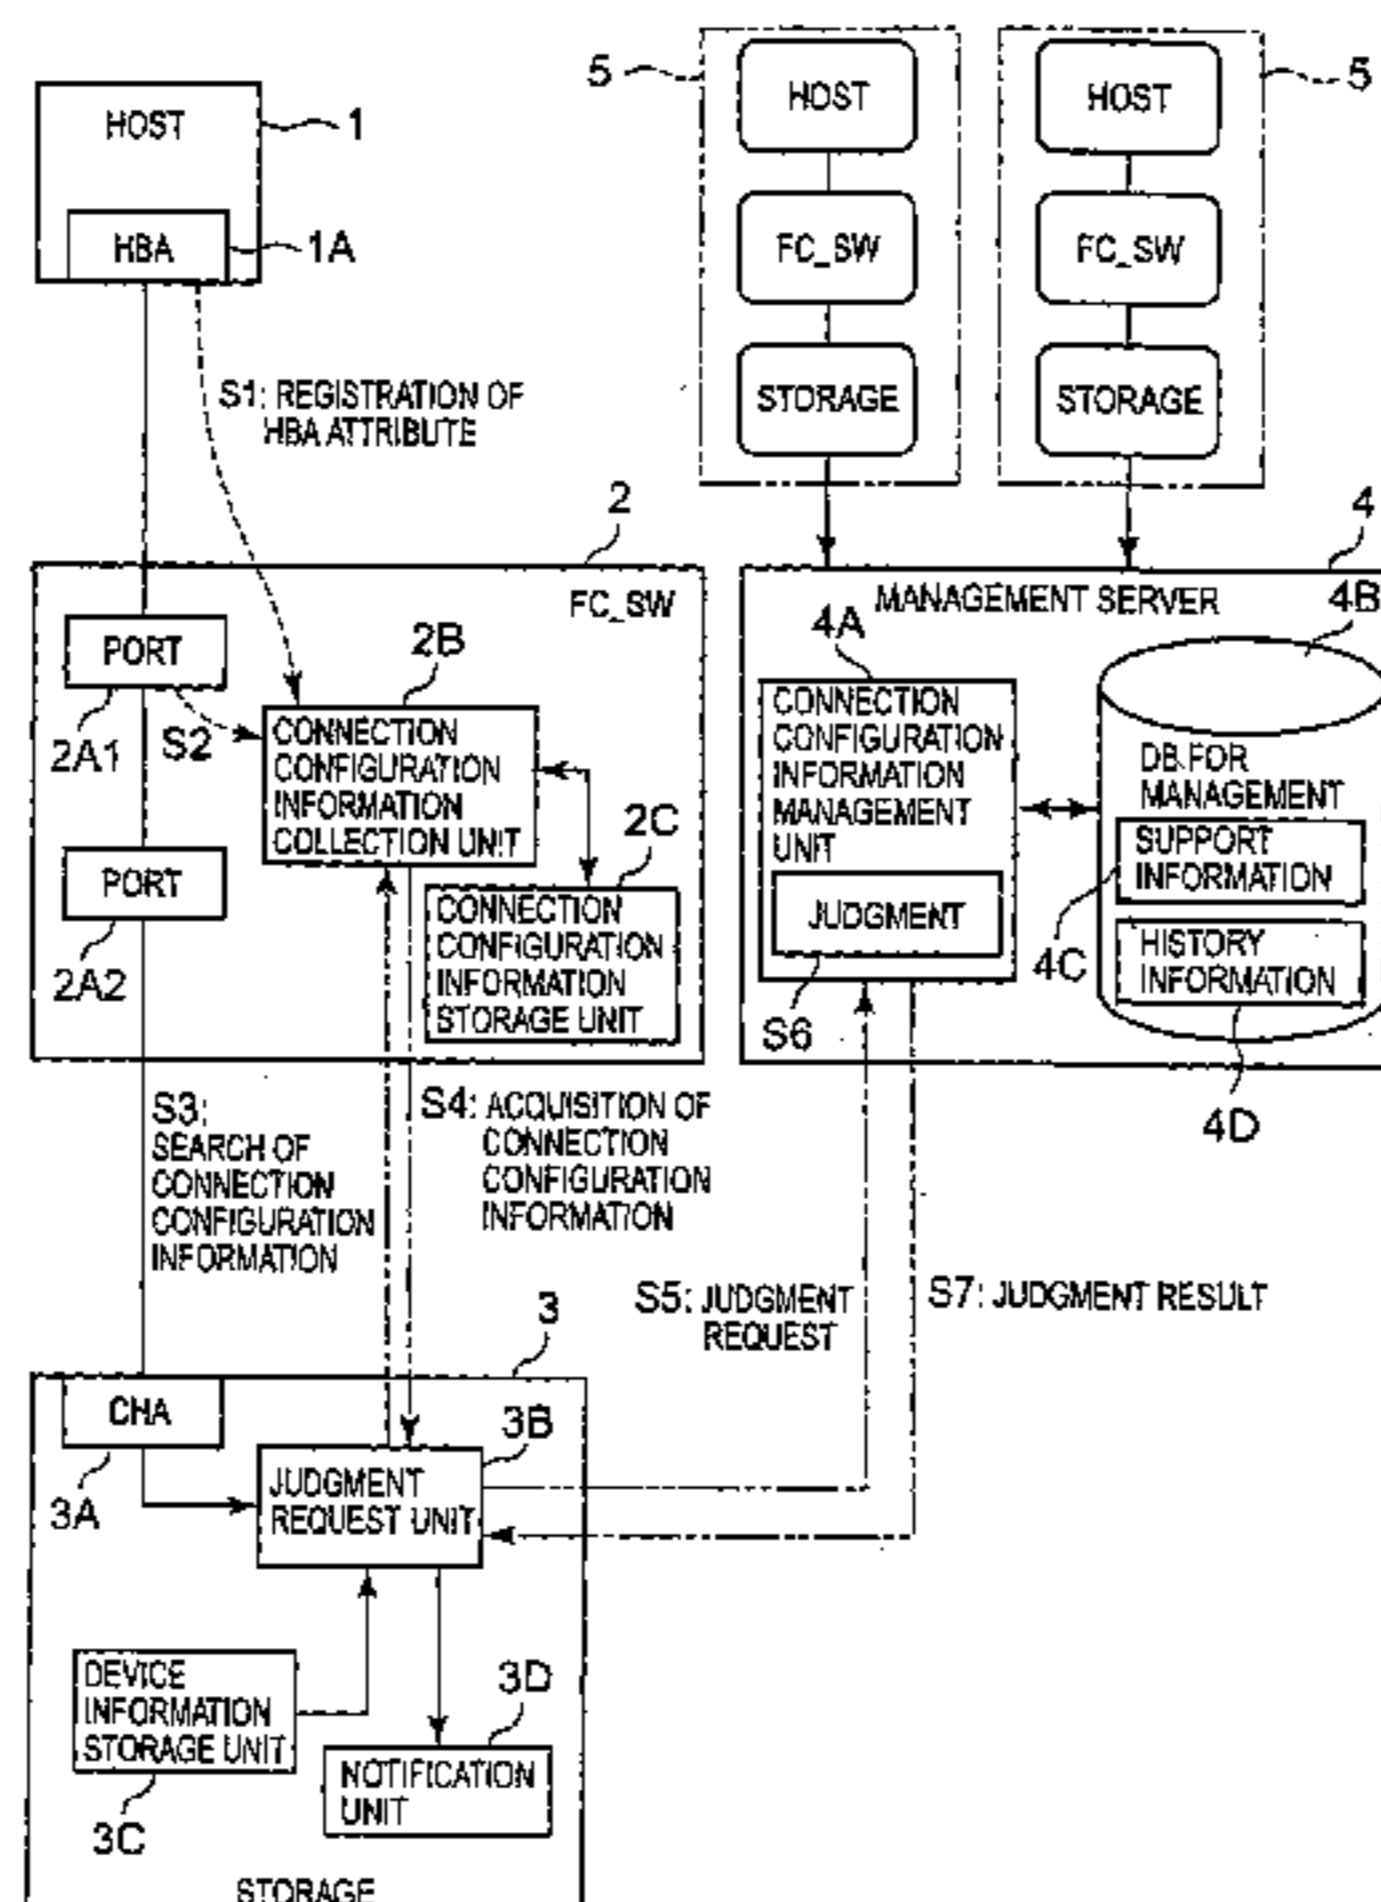 HOST
1
HBA
1A
S1: REGISTRATION OF
HBA ATTRIBUTE
5
HOST
FC_SW
STORAGE
HOST
FC_SW
STORAGE
5
2
FC_SW
PORT
2A1
S2
2B
CONNECTION
CONFIGURATION
INFORMATION
COLLECTION UNIT
PORT
2A2
2C
CONNECTION
CONFIGURATION
INFORMATION
STORAGE UNIT
4
MANAGEMENT SERVER
4A
CONNECTION
CONFIGURATION
INFORMATION
MANAGEMENT
UNIT
JUDGMENT
S6
4B
DB FOR
MANAGEMENT
SUPPORT
INFORMATION
4C
HISTORY
INFORMATION
4D
S3:
SEARCH OF
CONNECTION
CONFIGURATION
INFORMATION
S4: ACQUISITION OF
CONNECTION
CONFIGURATION
INFORMATION
S5: JUDGMENT
REQUEST
S7: JUDGMENT RESULT
3
CHA
3A
3B
JUDGMENT
REQUEST UNIT
DEVICE
INFORMATION
STORAGE UNIT
3C
3D
NOTIFICATION
UNIT
STORAGE